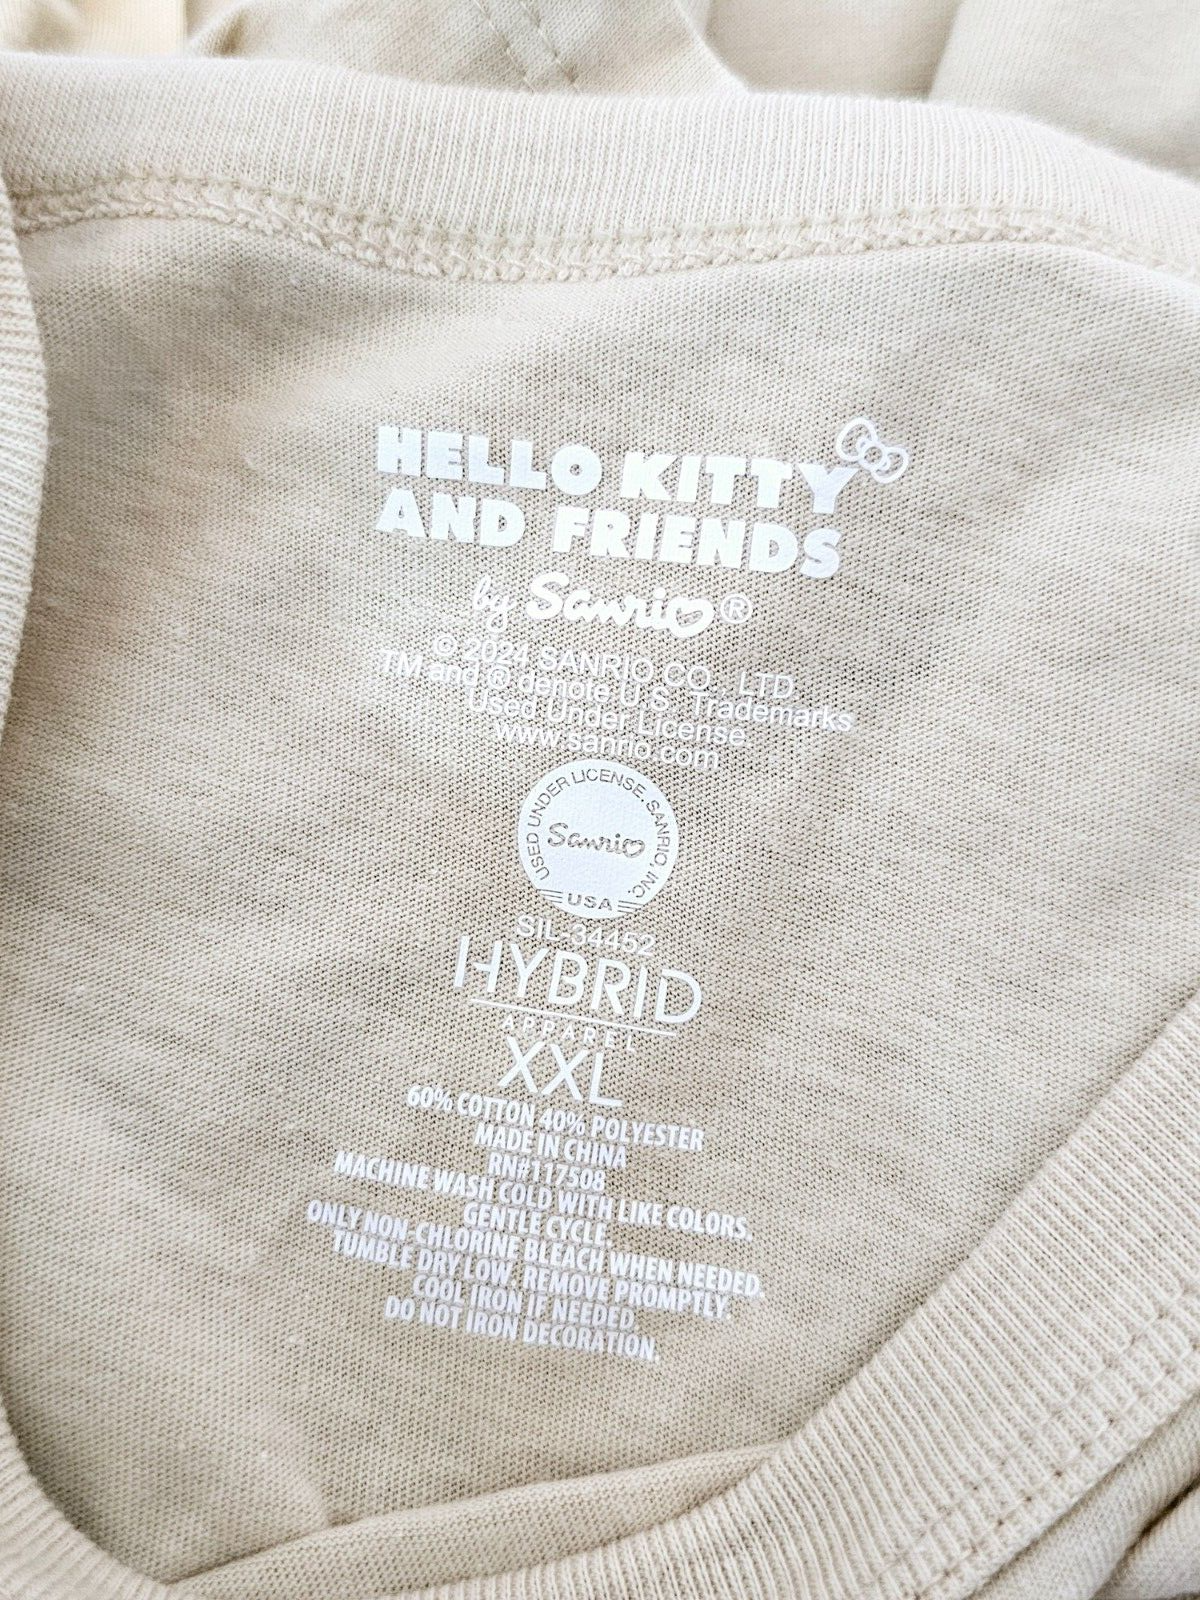 HELLO KITTY
AND FRIENDS
by Sanrio®
© 2024 SANRIO CO., LTD.
TM and ® denote U.S. Trademarks
Used Under License.
www.sanrio.com
USED UNDER LICENSE. SANRIO, INC.
Sanrio
USA
SIL-34452
HYBRID
APPAREL
XXL
60% COTTON 40% POLYESTER
MADE IN CHINA
RN#117508
MACHINE WASH COLD WITH LIKE COLORS.
GENTLE CYCLE.
ONLY NON-CHLORINE BLEACH WHEN NEEDED.
TUMBLE DRY LOW. REMOVE PROMPTLY.
COOL IRON IF NEEDED.
DO NOT IRON DECORATION.